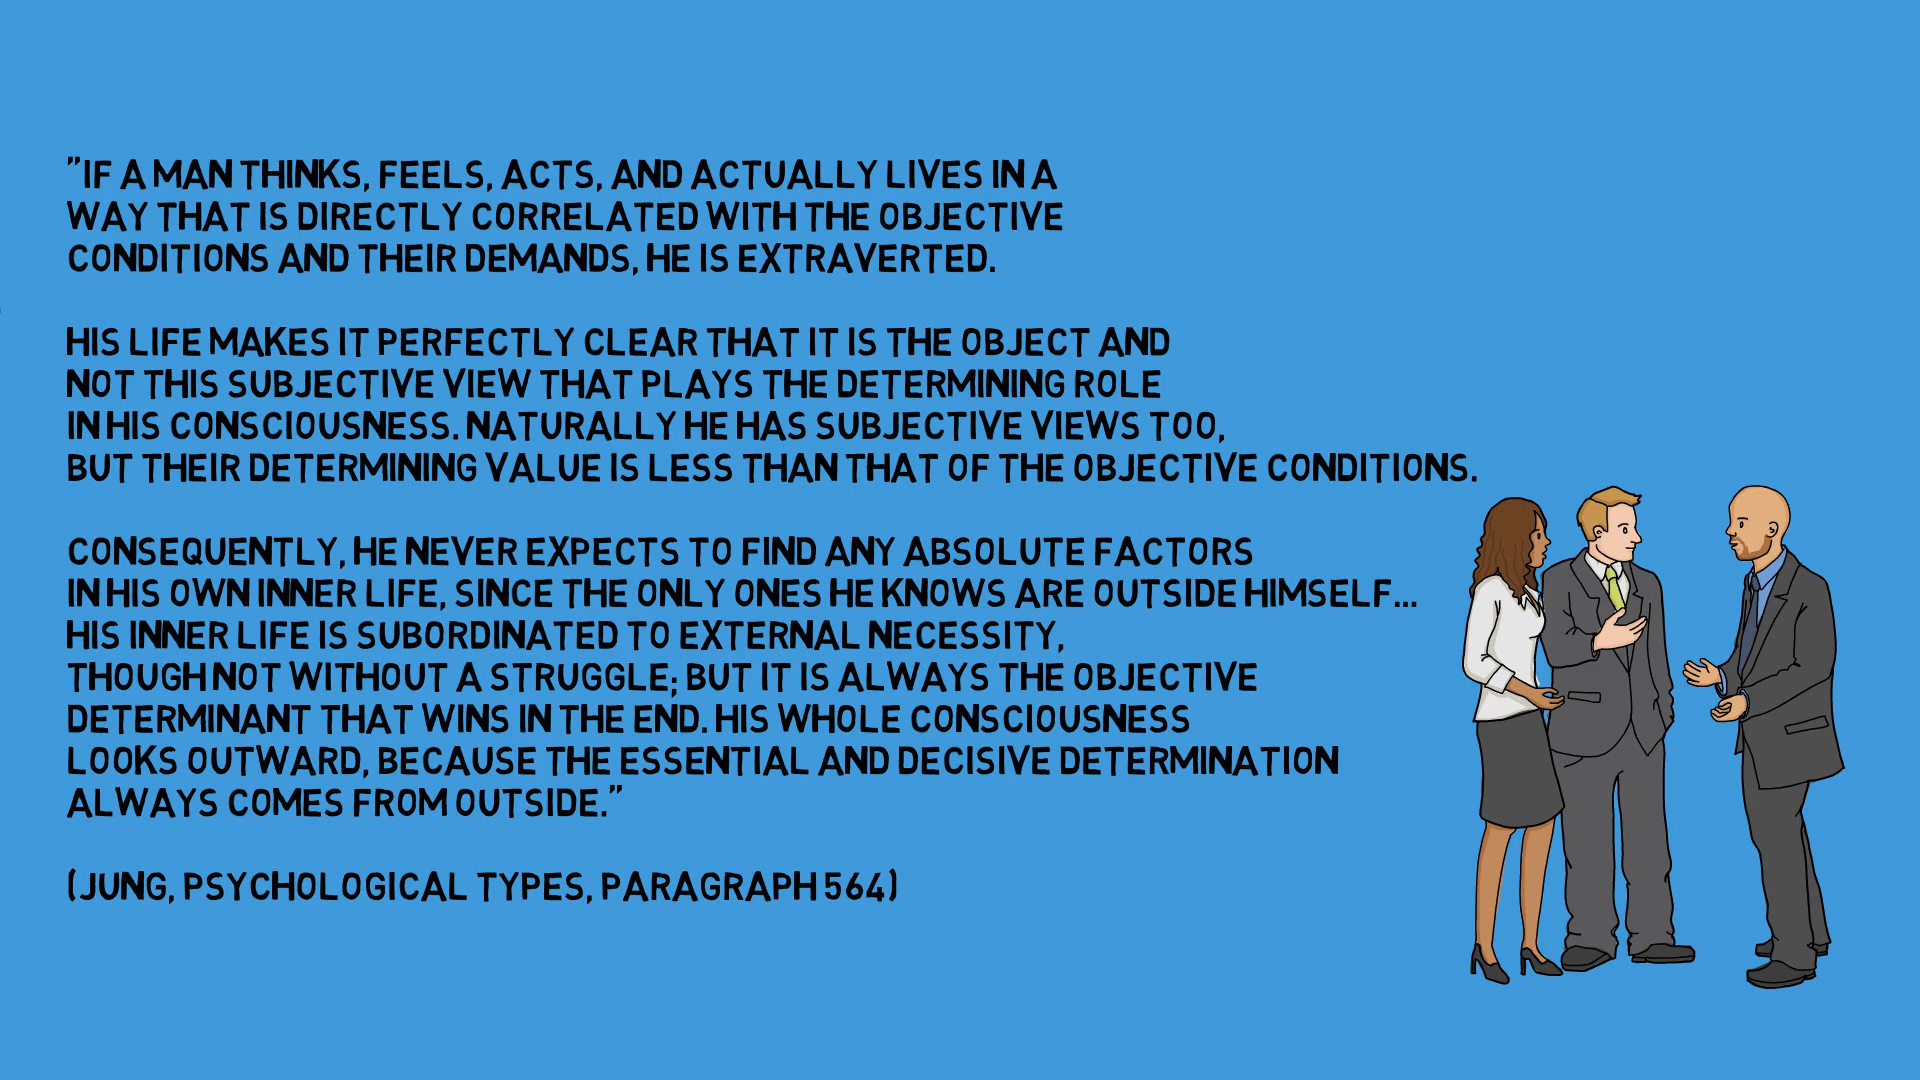 "IF A MAN THINKS, FEELS, ACTS, AND ACTUALLY LIVES IN A
WAY THAT IS DIRECTLY CORRELATED WITH THE OBJECTIVE
CONDITIONS AND THEIR DEMANDS, HE IS EXTRAVERTED.
HIS LIFE MAKES IT PERFECTLY CLEAR THAT IT IS THE OBJECT AND
NOT THIS SUBJECTIVE VIEW THAT PLAYS THE DETERMINING ROLE
IN HIS CONSCIOUSNESS. NATURALLY HE HAS SUBJECTIVE VIEWS TOO,
BUT THEIR DETERMINING VALUE IS LESS THAN THAT OF THE OBJECTIVE CONDITIONS.
CONSEQUENTLY, HE NEVER EXPECTS TO FIND ANY ABSOLUTE FACTORS
IN HIS OWN INNER LIFE, SINCE THE ONLY ONES HE KNOWS ARE OUTSIDE HIMSELF...
HIS INNER LIFE IS SUBORDINATED TO EXTERNAL NECESSITY,
THOUGH NOT WITHOUT A STRUGGLE; BUT IT IS ALWAYS THE OBJECTIVE
DETERMINANT THAT WINS IN THE END. HIS WHOLE CONSCIOUSNESS
LOOKS OUTWARD, BECAUSE THE ESSENTIAL AND DECISIVE DETERMINATION
ALWAYS COMES FROM OUTSIDE."
(JUNG, PSYCHOLOGICAL TYPES, PARAGRAPH 564)